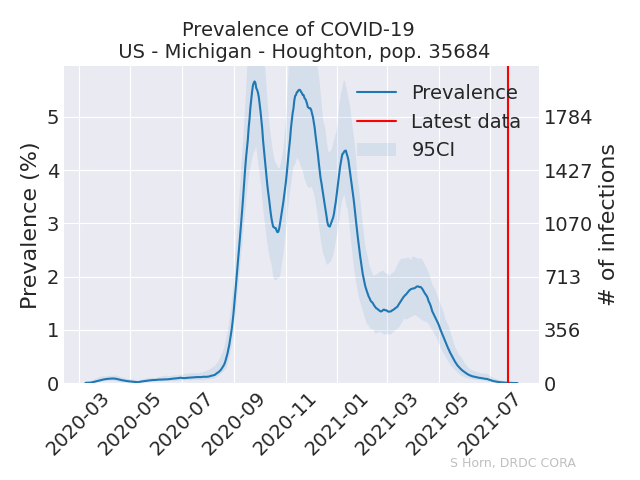 Prevalence of COVID-19
US - Michigan - Houghton, pop. 35684
Prevalence (%)
5
4
3
2
1
0
Prevalence
Latest data
95CI
1784
1427
1070
713
356
0
# of infections
2020-03
2020-05
2020-07
2020-09
2020-11
2021-01
2021-03
2021-05
2021-07
S Horn, DRDC CORA